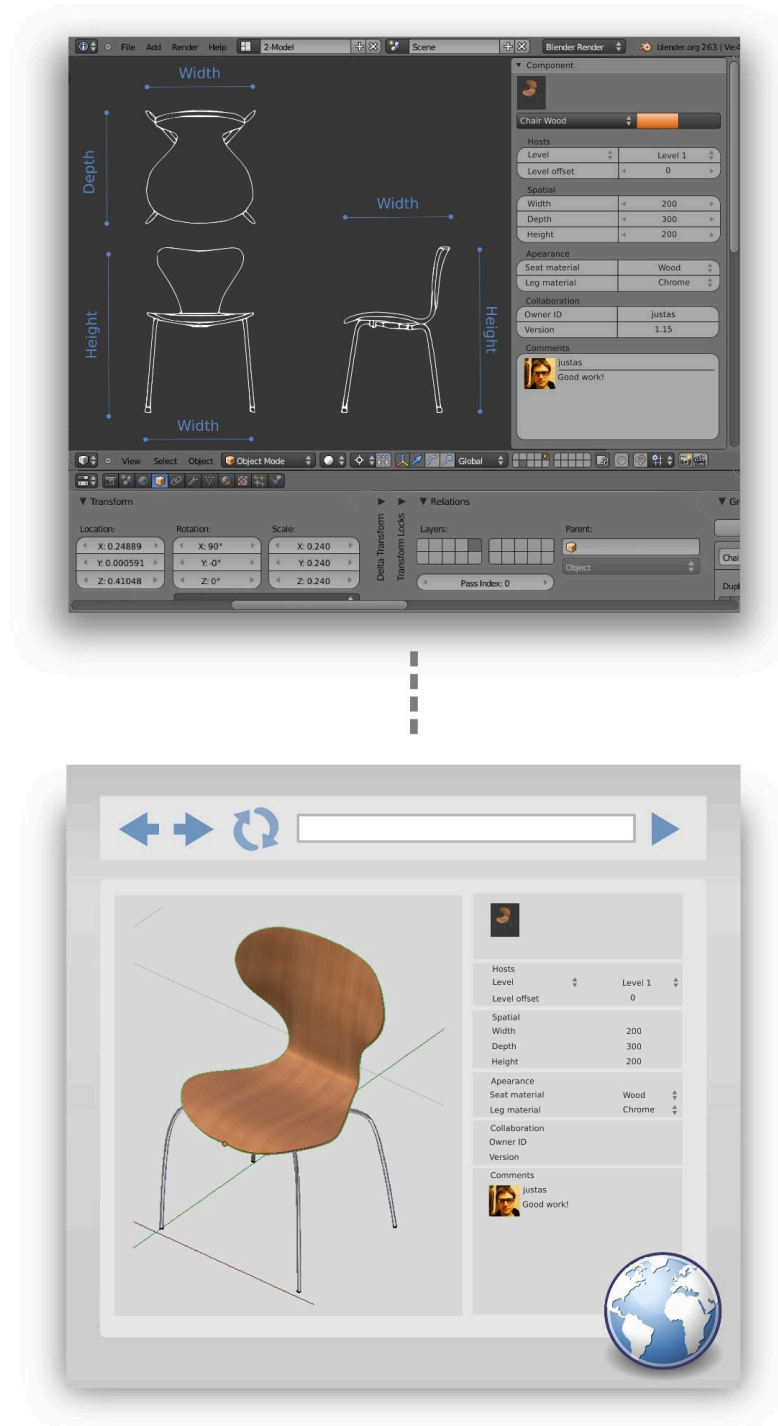 File Add Render Help 2-Model Scene Blender Render blender.org 263 | Ve:4
Component
Width
Chair Wood
Hosts
Level Level 1
Level offset 0
Depth
Spatial
Width 200
Width
Depth 300
Height 200
Apearance
Seat material Wood
Leg material Chrome
Collaboration
Owner ID justas
Version 1.15
Height
Height
Comments
justas
Good work!
Width
View Select Object Object Mode Global
Transform
Relations
Location: Rotation: Scale:
Delta Transform
Transform Locks
Layers: Parent:
X: 0.24889 X: 90° X: 0.240
Y: 0.000591 Y: -0° Y: 0.240
Z: 0.41048 Z: 0° Z: 0.240
Object
Pass Index: 0
Hosts
Level Level 1
Level offset 0
Spatial
Width 200
Depth 300
Height 200
Apearance
Seat material Wood
Leg material Chrome
Collaboration
Owner ID
Version
Comments
justas
Good work!